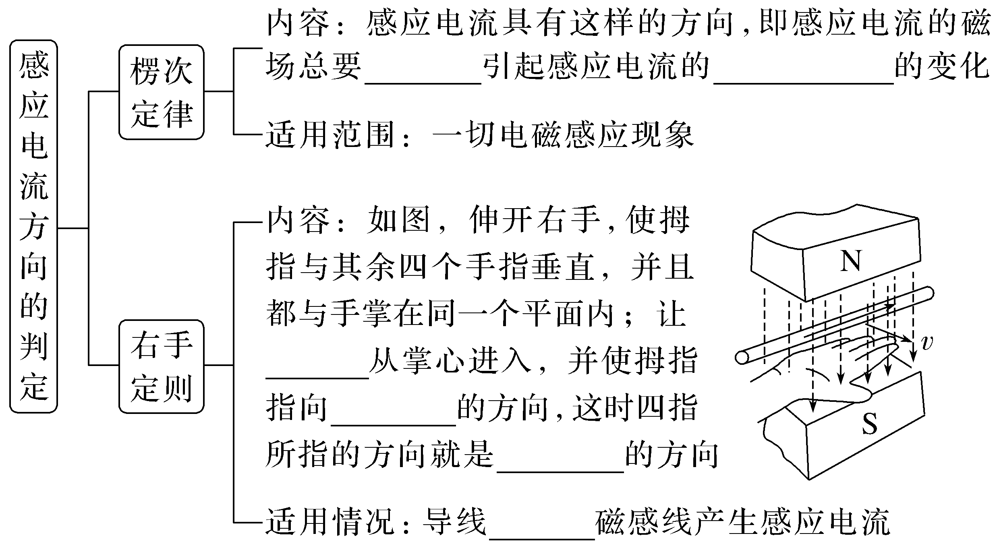 感应电流方向的判定
楞次
定律
内容：感应电流具有这样的方向,即感应电流的磁
场总要________引起感应电流的____________的变化
适用范围：一切电磁感应现象
右手
定则
内容：如图，伸开右手,使拇
指与其余四个手指垂直，并且
都与手掌在同一个平面内；让
_______从掌心进入，并使拇指
指向________的方向,这时四指
所指的方向就是________的方向
适用情况：导线_______磁感线产生感应电流
N
v
S